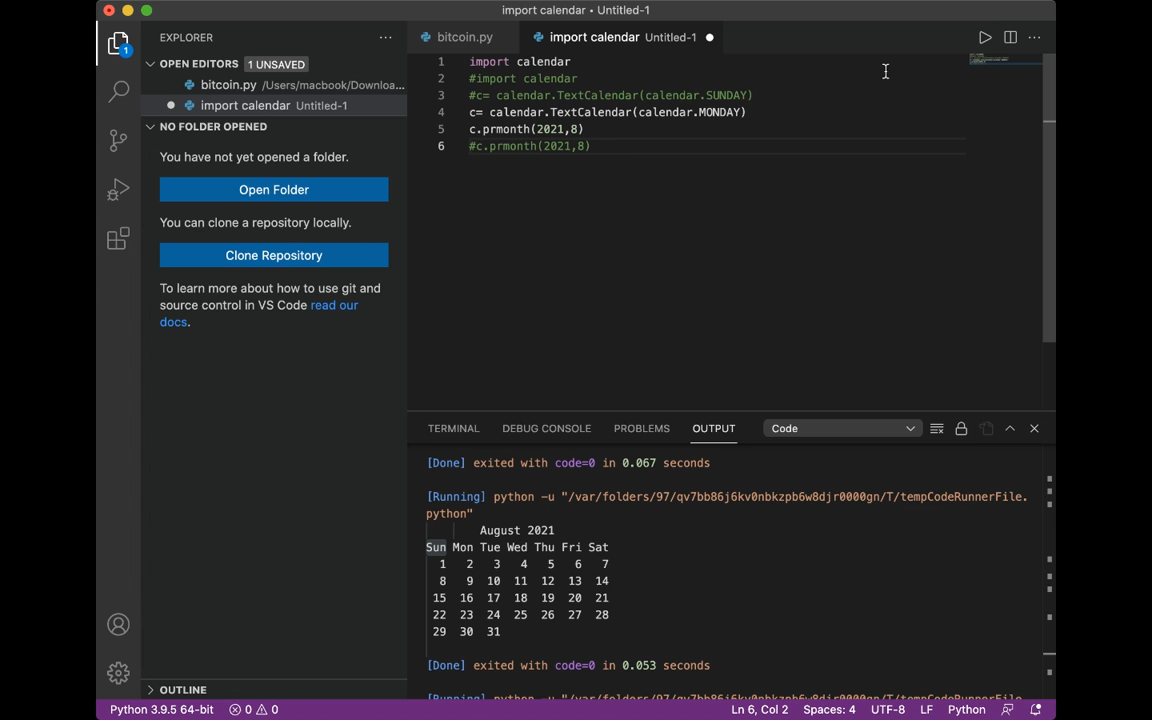 import calendar • Untitled-1
EXPLORER ...
bitcoin.py
import calendar Untitled-1
OPEN EDITORS 1 UNSAVED
bitcoin.py /Users/macbook/Downloa...
import calendar Untitled-1
NO FOLDER OPENED
You have not yet opened a folder.
Open Folder
You can clone a repository locally.
Clone Repository
To learn more about how to use git and
source control in VS Code read our
docs.
OUTLINE
1
1 import calendar
2 #import calendar
3 #c= calendar.TextCalendar(calendar.SUNDAY)
4 c= calendar.TextCalendar(calendar.MONDAY)
5 c.prmonth(2021,8)
6 #c.prmonth(2021,8)
TERMINAL DEBUG CONSOLE PROBLEMS OUTPUT Code
[Done] exited with code=0 in 0.067 seconds
[Running] python -u "/var/folders/97/qv7bb86j6kv0nbkzpb6w8djr0000gn/T/tempCodeRunnerFile.
python"
August 2021
Sun Mon Tue Wed Thu Fri Sat
1 2 3 4 5 6 7
8 9 10 11 12 13 14
15 16 17 18 19 20 21
22 23 24 25 26 27 28
29 30 31
[Done] exited with code=0 in 0.053 seconds
[Running] python -u "/var/folders/97/qv7bb86j6kv0nbkzpb6w8djr0000gn/T/tempCodeRunnerFile.
Python 3.9.5 64-bit 0 0 Ln 6, Col 2 Spaces: 4 UTF-8 LF Python